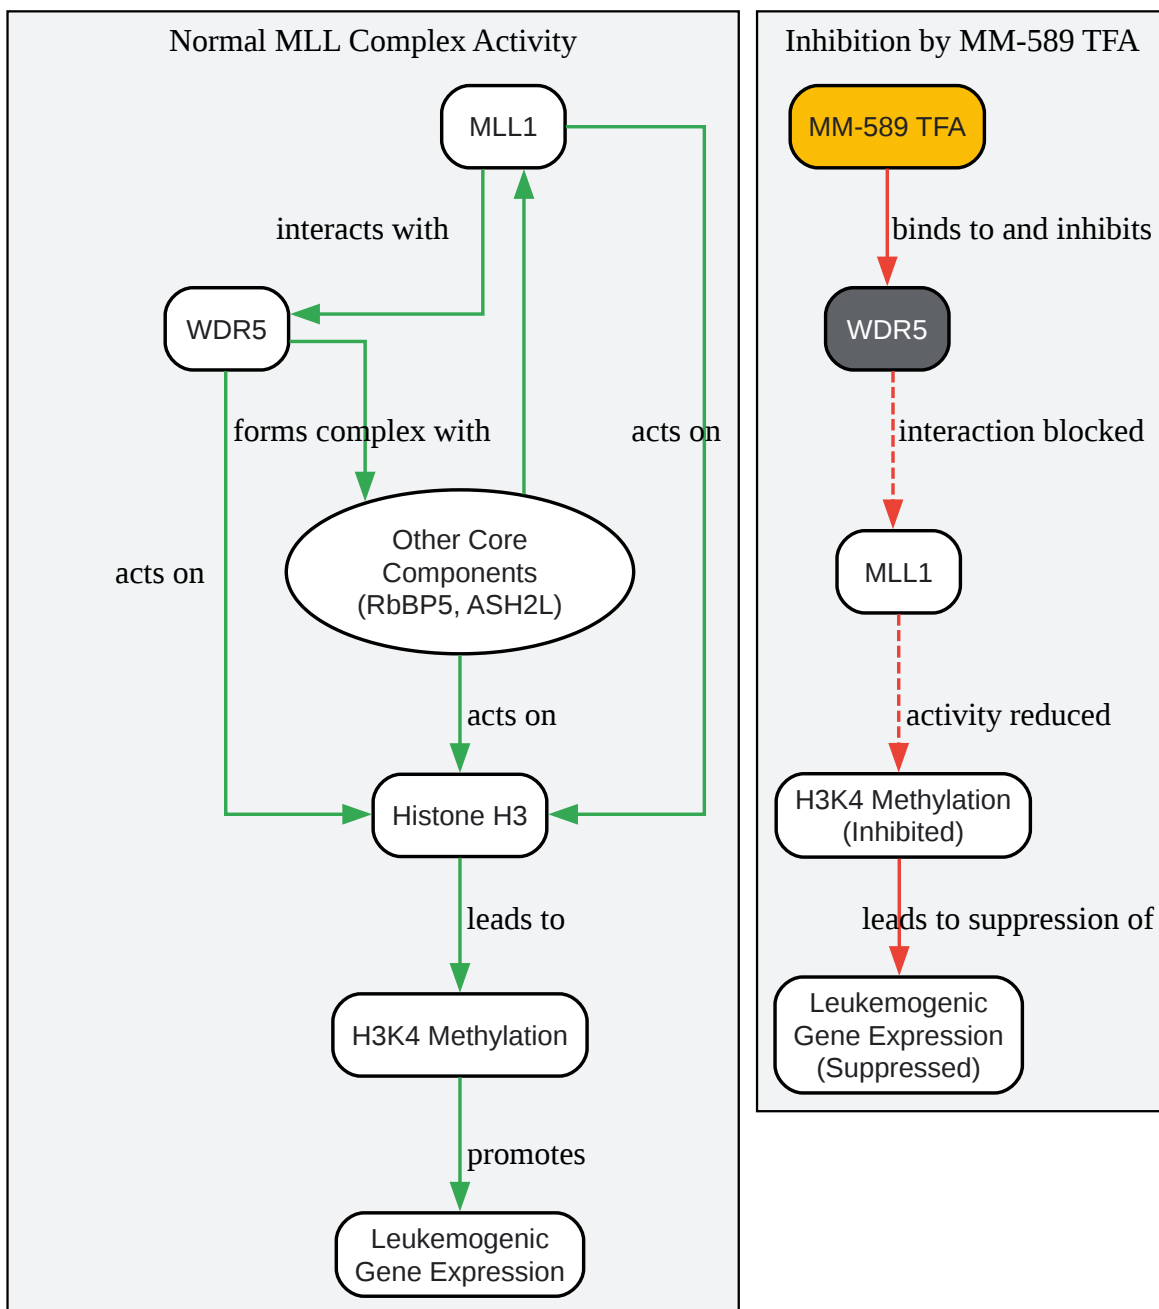 Normal MLL Complex Activity
MLL1
interacts with
WDR5
forms complex with
acts on
Other Core
Components
(RbBP5, ASH2L)
acts on
acts on
Histone H3
leads to
H3K4 Methylation
promotes
Leukemogenic
Gene Expression
Inhibition by MM-589 TFA
MM-589 TFA
binds to and inhibits
WDR5
interaction blocked
MLL1
activity reduced
H3K4 Methylation
(Inhibited)
leads to suppression of
Leukemogenic
Gene Expression
(Suppressed)